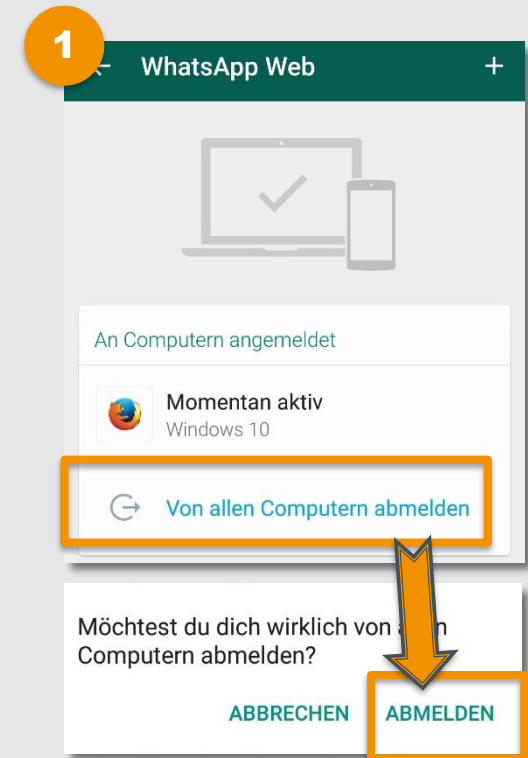 1
WhatsApp Web
An Computern angemeldet
Momentan aktiv
Windows 10
Von allen Computern abmelden
Möchtest du dich wirklich von
Computern abmelden?
ABBRECHEN ABMELDEN